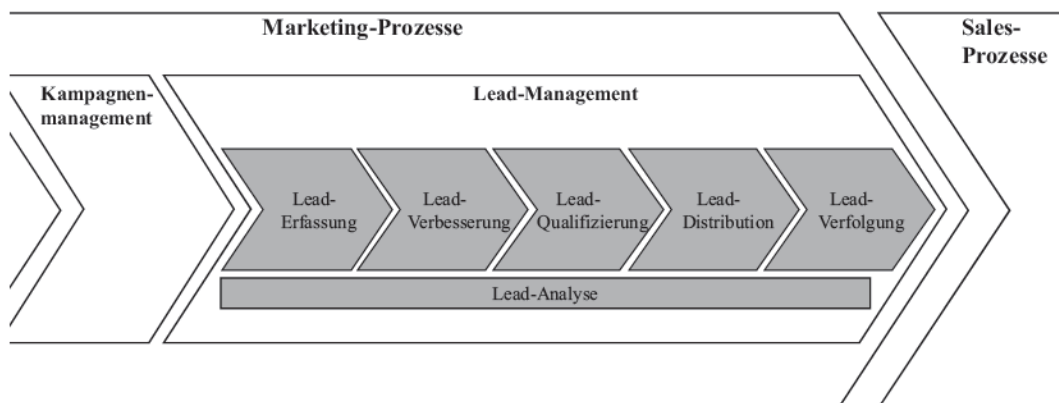 Marketing-Prozesse
Sales-
Prozesse
Kampagnen-
management
Lead-Management
Lead-
Erfassung
Lead-
Verbesserung
Lead-
Qualifizierung
Lead-
Distribution
Lead-
Verfolgung
Lead-Analyse